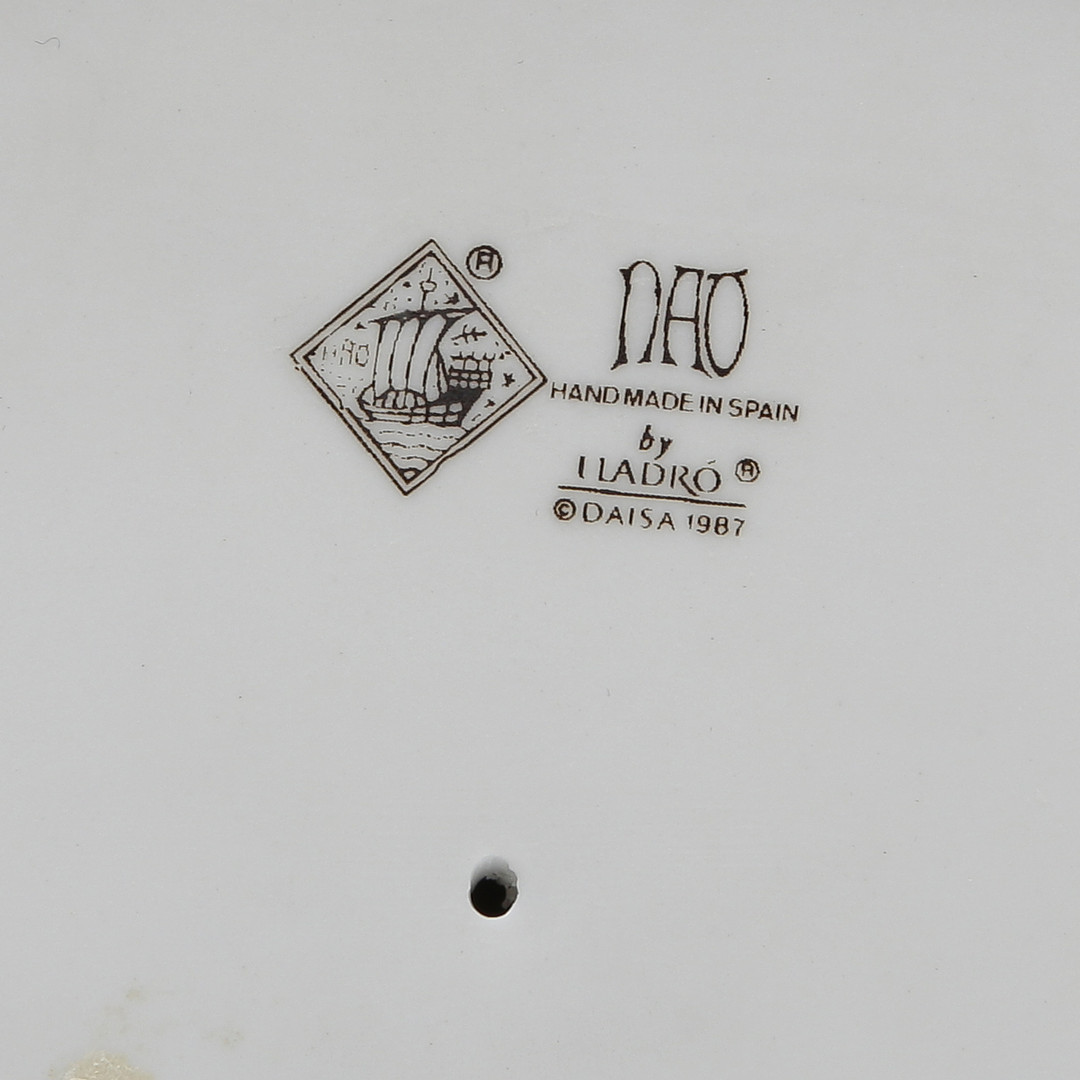 NAO
®
NAO
HAND MADE IN SPAIN
by
LLADRÓ ®
© DAISA 1987